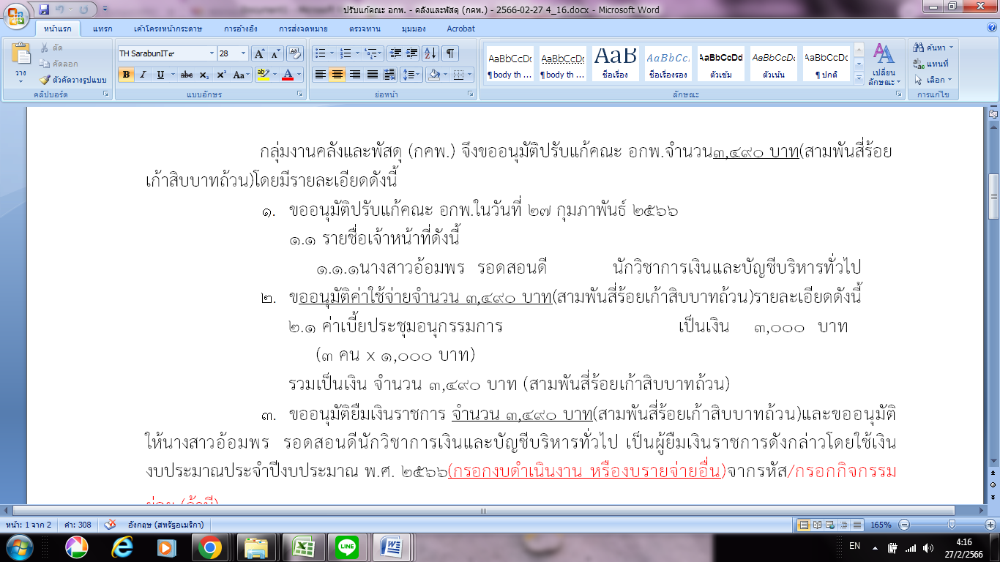 ปรับแก้คณะ อกพ. - คลังและพัสดุ (กคพ.) - 2566-02-27 4_16.docx - Microsoft Word
หน้าแรก แทรก เค้าโครงหน้ากระดาษ การอ้างอิง การส่งจดหมาย ตรวจทาน มุมมอง Acrobat
วาง
ตัด
คัดลอก
ตัวคัดวางรูปแบบ
คลิปบอร์ด
TH SarabunIT๙ 28
B I U abc x₂ x² Aa
แบบอักษร
ย่อหน้า
AaBbCcDc AaBbCcDc AaB AaBbCc. AaBbCcDd AaBbCcDd AaBbCcDc
¶ body th ... ¶ body th ... ชื่อเรื่อง ชื่อเรื่องรอง ตัวเข้ม ตัวเน้น ¶ ปกติ
เปลี่ยน
ลักษณะ
ลักษณะ
ค้นหา
แทนที่
เลือก
การแก้ไข
กลุ่มงานคลังและพัสดุ (กคพ.) จึงขออนุมัติปรับแก้คณะ อกพ.จำนวน๓,๔๙๐ บาท(สามพันสี่ร้อย
เก้าสิบบาทถ้วน)โดยมีรายละเอียดดังนี้
๑. ขออนุมัติปรับแก้คณะ อกพ.ในวันที่ ๒๗ กุมภาพันธ์ ๒๕๖๖
๑.๑ รายชื่อเจ้าหน้าที่ดังนี้
๑.๑.๑นางสาวอ้อมพร รอดสอนดี นักวิชาการเงินและบัญชีบริหารทั่วไป
๒. ขออนุมัติค่าใช้จ่ายจำนวน ๓,๔๙๐ บาท(สามพันสี่ร้อยเก้าสิบบาทถ้วน)รายละเอียดดังนี้
๒.๑ ค่าเบี้ยประชุมอนุกรรมการ เป็นเงิน ๓,๐๐๐ บาท
(๓ คน x ๑,๐๐๐ บาท)
รวมเป็นเงิน จำนวน ๓,๔๙๐ บาท (สามพันสี่ร้อยเก้าสิบบาทถ้วน)
๓. ขออนุมัติยืมเงินราชการ จำนวน ๓,๔๙๐ บาท(สามพันสี่ร้อยเก้าสิบบาทถ้วน)และขออนุมัติ
ให้นางสาวอ้อมพร รอดสอนดีนักวิชาการเงินและบัญชีบริหารทั่วไป เป็นผู้ยืมเงินราชการดังกล่าวโดยใช้เงิน
งบประมาณประจำปีงบประมาณ พ.ศ. ๒๕๖๖(กรอกงบดำเนินงาน หรืองบรายจ่ายอื่น)จากรหัส/กรอกกิจกรรม
หน้า: 1 จาก 2 คำ: 308 อังกฤษ (สหรัฐอเมริกา) 165%
EN 4:16
27/2/2566